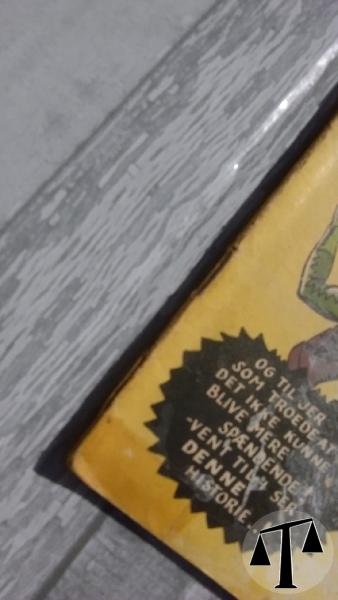 OG TIL JER
SOM TROEDE AT
DET IKKE KUNNE
BLIVE MERE
SPÆNDENDE
-VENT TIL I SER
DENNE
HISTORIE...